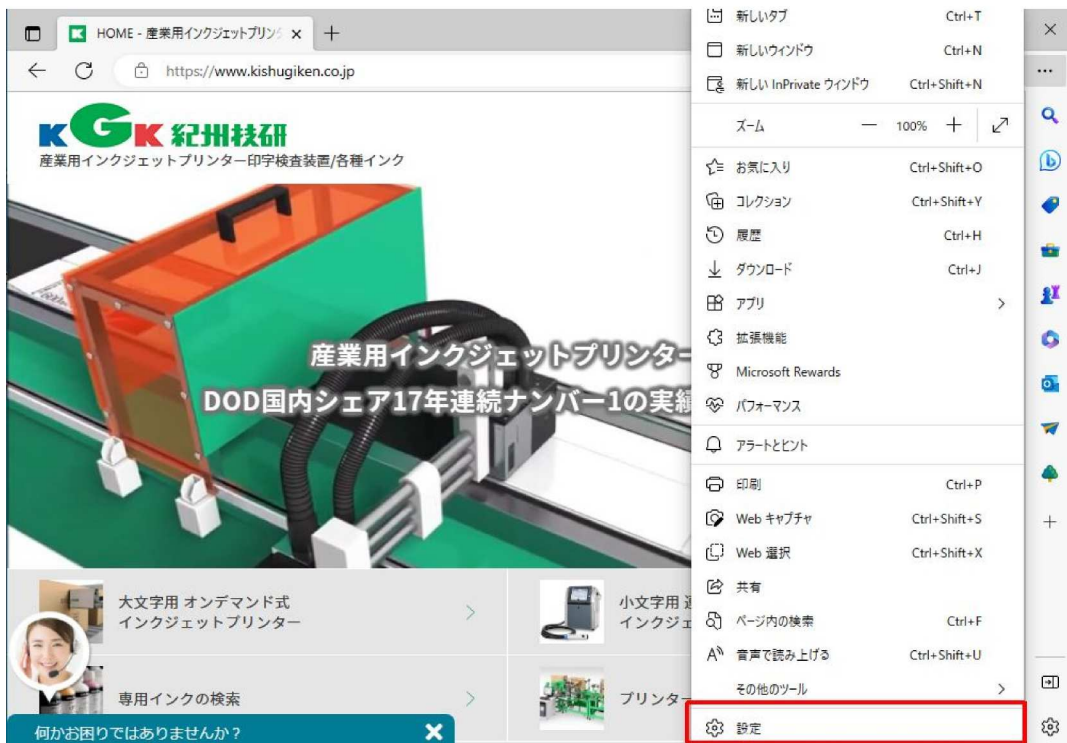 HOME - 産業用インクジェットプリン
https://www.kishugiken.co.jp
KGK 紀州技研
産業用インクジェットプリンター印字検査装置/各種インク
産業用インクジェットプリンター
DOD国内シェア17年連続ナンバー1の実績
大文字用 オンデマンド式
インクジェットプリンター
小文字用
インクジェ
専用インクの検索
プリンター
何かお困りではありませんか?
新しいタブ Ctrl+T
新しいウィンドウ Ctrl+N
新しい InPrivate ウィンドウ Ctrl+Shift+N
ズーム 100%
お気に入り Ctrl+Shift+O
コレクション Ctrl+Shift+Y
履歴 Ctrl+H
ダウンロード Ctrl+J
アプリ
拡張機能
Microsoft Rewards
パフォーマンス
アラートとヒント
印刷 Ctrl+P
Web キャプチャ Ctrl+Shift+S
Web 選択 Ctrl+Shift+X
共有
ページ内の検索 Ctrl+F
音声で読み上げる Ctrl+Shift+U
その他のツール
設定